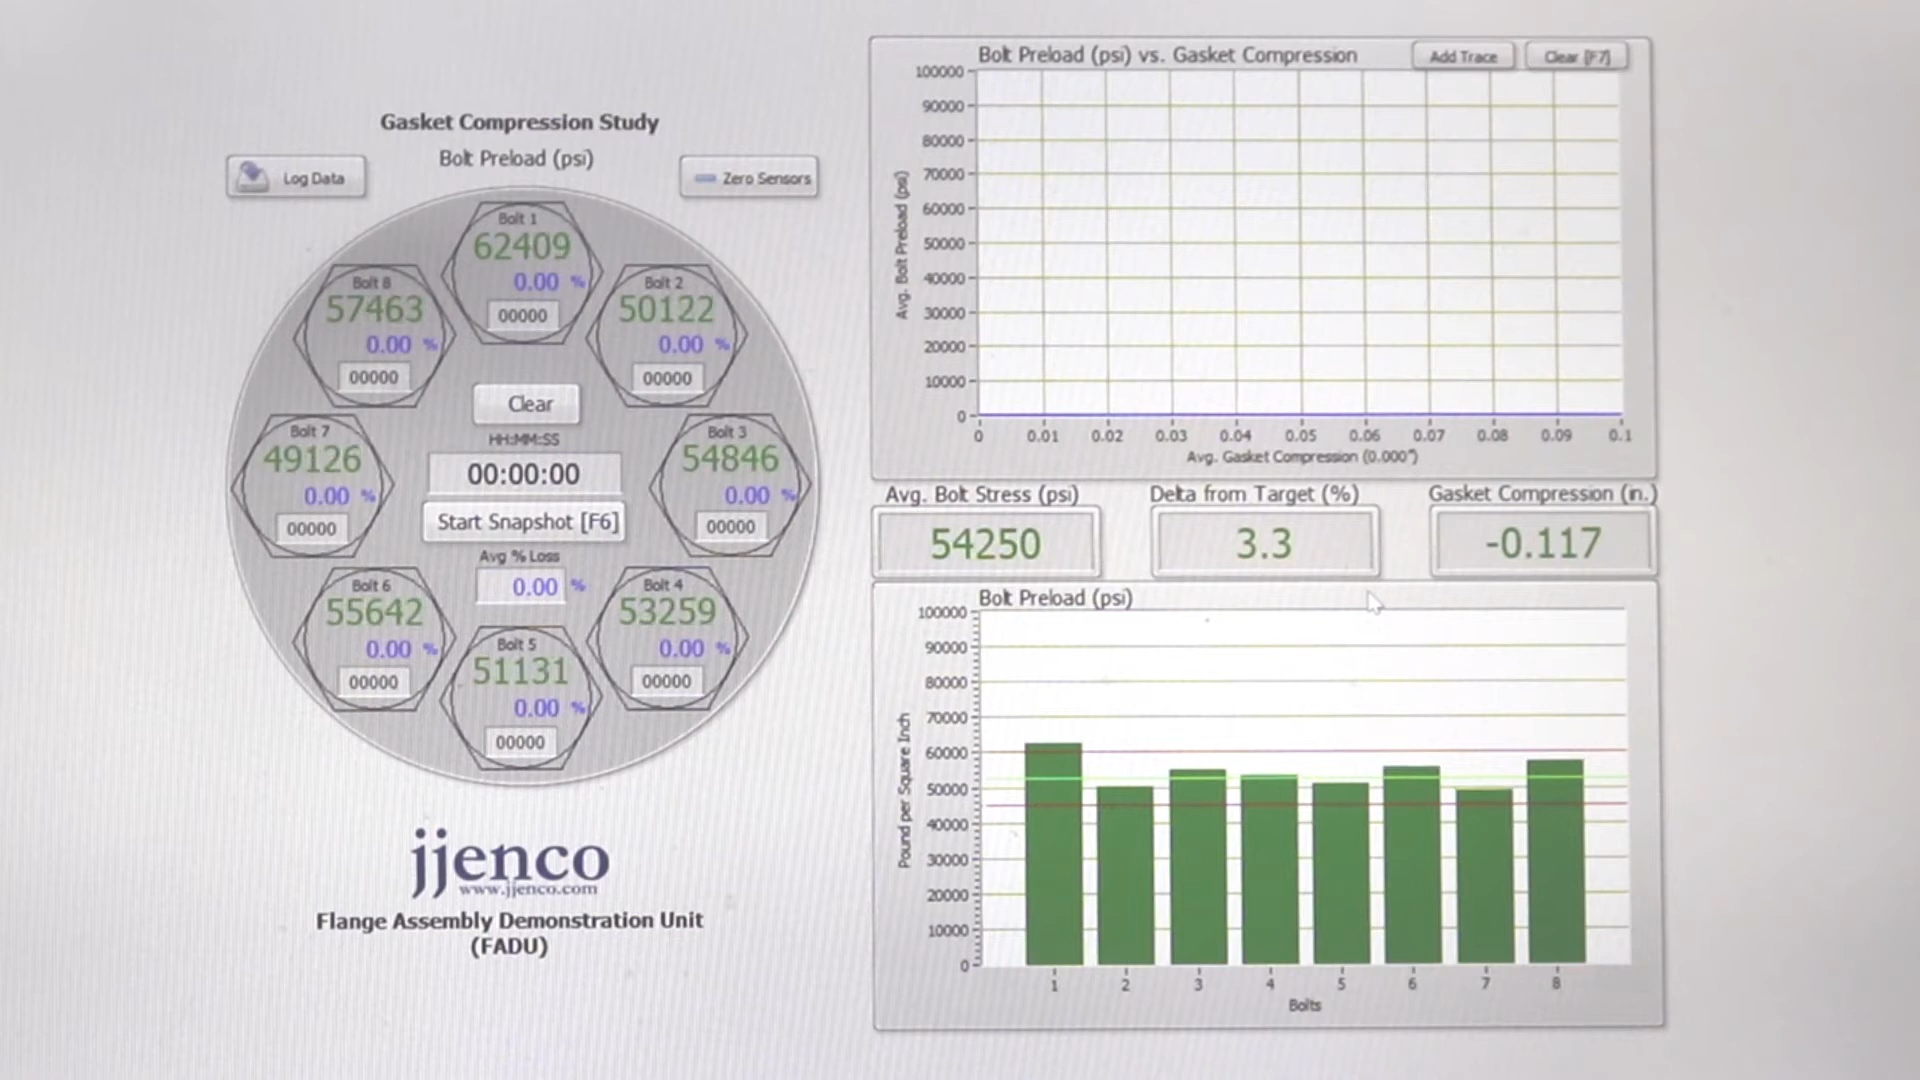 Gasket Compression Study
Bolt Preload (psi)
Log Data
Zero Sensors
Bolt 1
62409
0.00 %
00000
Bolt 2
50122
0.00 %
00000
Bolt 3
54846
0.00 %
00000
Bolt 4
53259
0.00 %
00000
Bolt 5
51131
0.00 %
00000
Bolt 6
55642
0.00 %
00000
Bolt 7
49126
0.00 %
00000
Bolt 8
57463
0.00 %
00000
Clear
HH:MM:SS
00:00:00
Start Snapshot [F6]
Avg % Loss
0.00 %
jjenco
www.jjenco.com
Flange Assembly Demonstration Unit
(FADU)
Bolt Preload (psi) vs. Gasket Compression
Add Trace
Clear [F7]
Avg. Bolt Preload (psi)
100000
90000
80000
70000
60000
50000
40000
30000
20000
10000
0
0 0.01 0.02 0.03 0.04 0.05 0.06 0.07 0.08 0.09 0.1
Avg. Gasket Compression (0.000")
Avg. Bolt Stress (psi)
54250
Delta from Target (%)
3.3
Gasket Compression (in.)
-0.117
Bolt Preload (psi)
Pound per Square Inch
100000
90000
80000
70000
60000
50000
40000
30000
20000
10000
0
1 2 3 4 5 6 7 8
Bolts